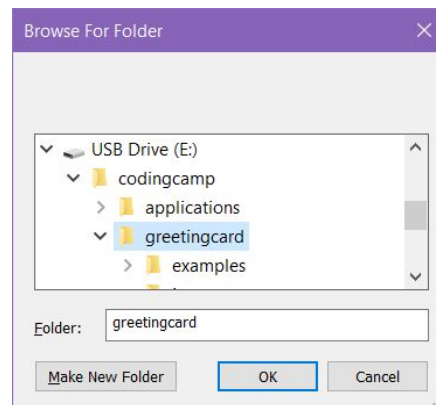 Browse For Folder
USB Drive (E:)
codingcamp
applications
greetingcard
examples
Folder: greetingcard
Make New Folder OK Cancel